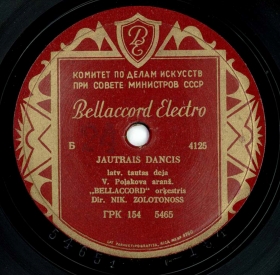 BE
КОМИТЕТ ПО ДЕЛАМ ИСКУССТВ
ПРИ СОВЕТЕ МИНИСТРОВ СССР
Bellaccord Electro
Б 4125
JAUTRAIS DANCIS
latv. tautas deja
V. Poļakova aranž.
„BELLACCORD" orķestris
Dir. NIK. ZOLOTONOSS
ГРК 154 5465